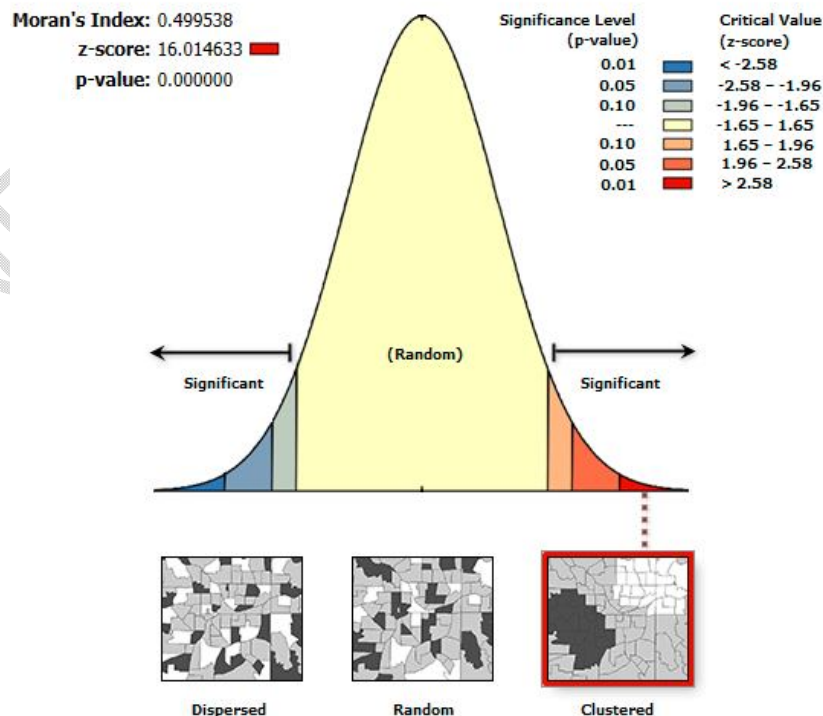 Moran's Index: 0.499538
z-score: 16.014633
p-value: 0.000000
Significance Level
(p-value)
Critical Value
(z-score)
0.01 < -2.58
0.05 -2.58 – -1.96
0.10 -1.96 – -1.65
--- -1.65 – 1.65
0.10 1.65 – 1.96
0.05 1.96 – 2.58
0.01 > 2.58
(Random)
Significant
Significant
Dispersed
Random
Clustered